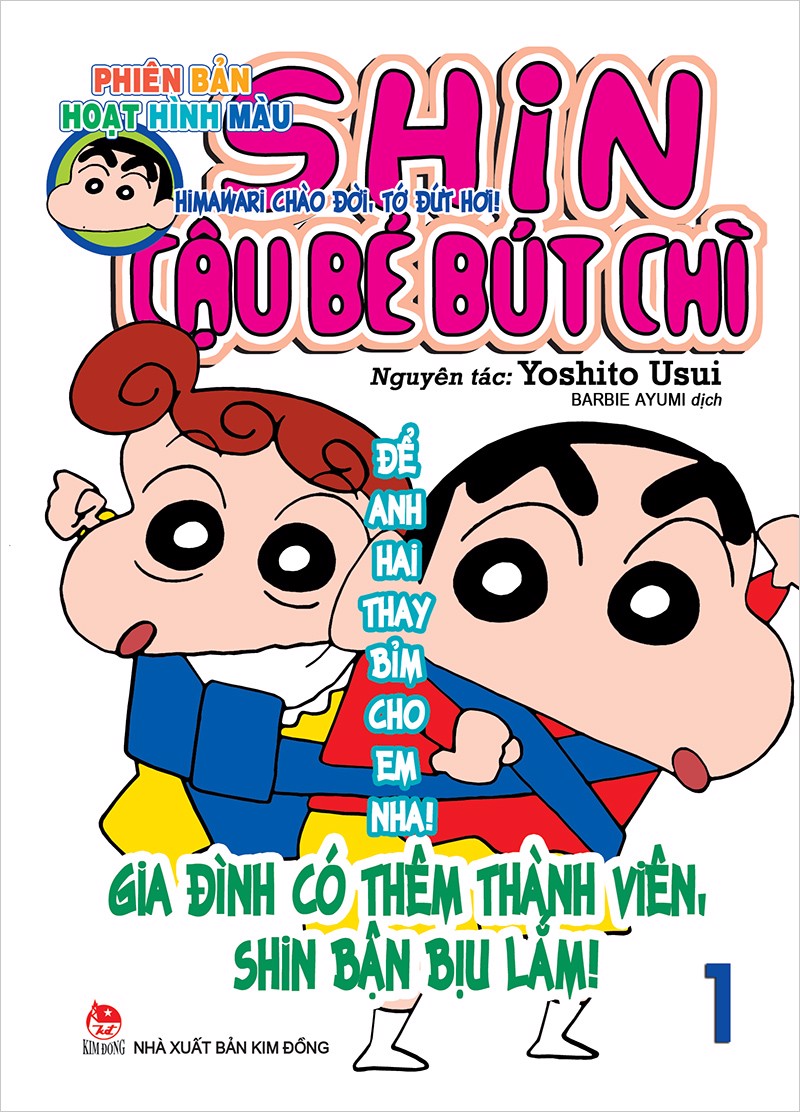 PHIÊN BẢN
HOẠT HÌNH MÀU
SHiN
HiMAWARi CHÀO ĐỜi, TỚ ĐỨT HƠi!
CẬU BÉ BÚT CHÌ
Nguyên tác: Yoshito Usui
BARBIE AYUMI dịch
ĐỂ
ANH
HAi
THAY
BỈM
CHO
EM
NHA!
GiA ĐÌNH CÓ THÊM THÀNH ViÊN,
SHiN BẬN BỊU LẮM!
1
KIM ĐỒNG
NHÀ XUẤT BẢN KIM ĐỒNG